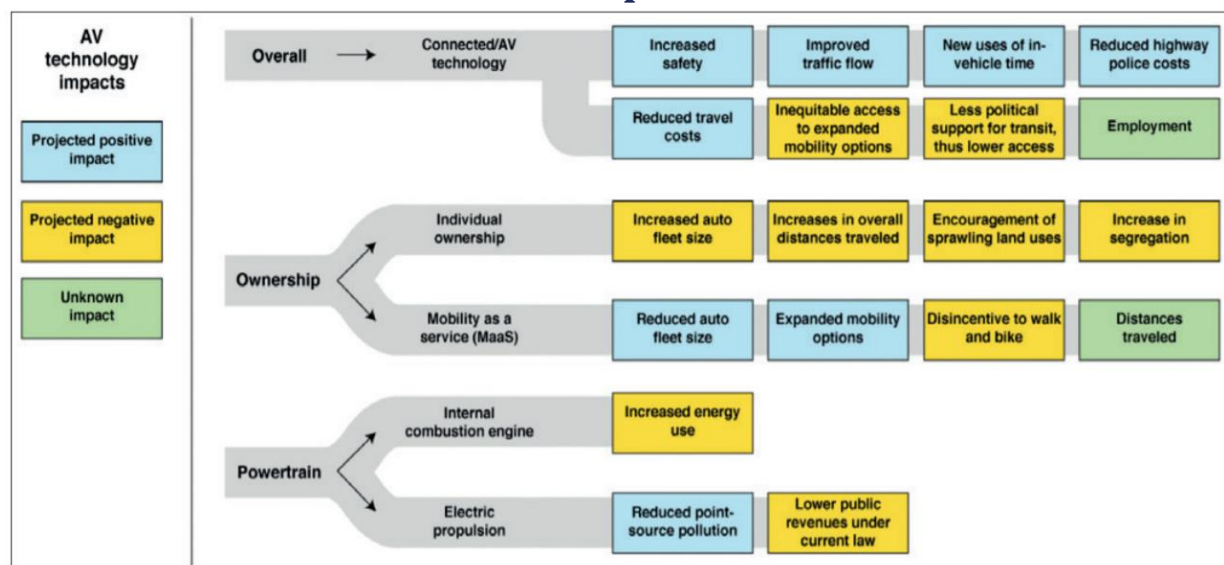 AV
technology
impacts
Projected positive
impact
Projected negative
impact
Unknown
impact
Overall
Connected/AV
technology
Increased
safety
Improved
traffic flow
New uses of in-
vehicle time
Reduced highway
police costs
Reduced travel
costs
Inequitable access
to expanded
mobility options
Less political
support for transit,
thus lower access
Employment
Ownership
Individual
ownership
Increased auto
fleet size
Increases in overall
distances traveled
Encouragement of
sprawling land uses
Increase in
segregation
Mobility as a
service (MaaS)
Reduced auto
fleet size
Expanded mobility
options
Disincentive to walk
and bike
Distances
traveled
Powertrain
Internal
combustion engine
Increased energy
use
Electric
propulsion
Reduced point-
source pollution
Lower public
revenues under
current law